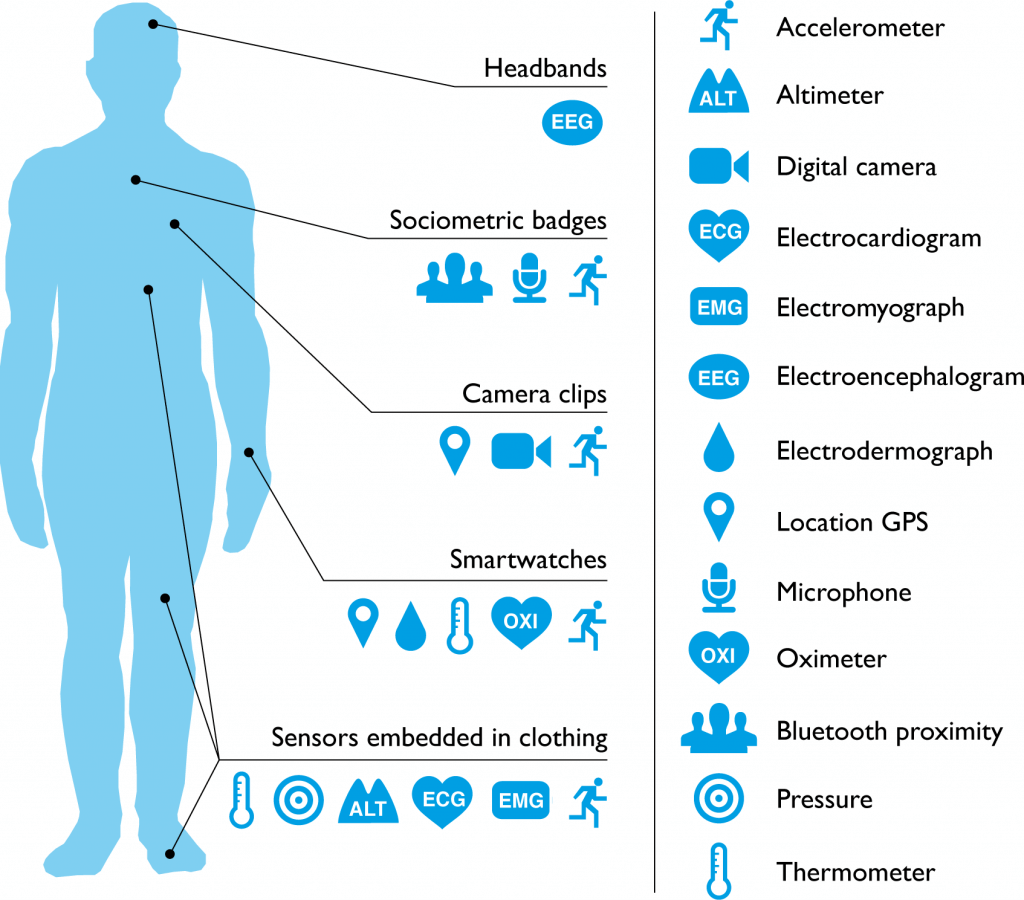 Headbands
EEG
Sociometric badges
Camera clips
Smartwatches
OXI
Sensors embedded in clothing
ALT
ECG
EMG
Accelerometer
ALT
Altimeter
Digital camera
ECG
Electrocardiogram
EMG
Electromyograph
EEG
Electroencephalogram
Electrodermograph
Location GPS
Microphone
OXI
Oximeter
Bluetooth proximity
Pressure
Thermometer